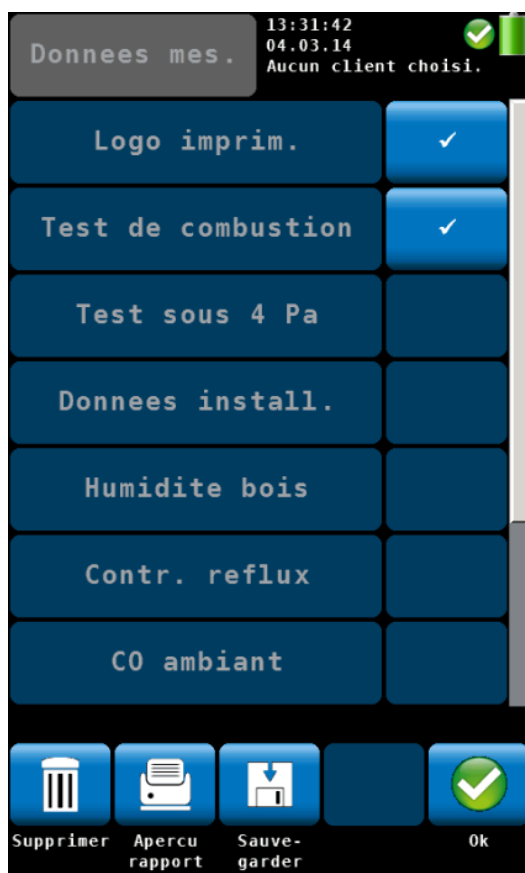 Donnees mes.
13:31:42
04.03.14
Aucun client choisi.
Logo imprim.
Test de combustion
Test sous 4 Pa
Donnees install.
Humidite bois
Contr. reflux
CO ambiant
Supprimer
Apercu
rapport
Sauve-
garder
Ok